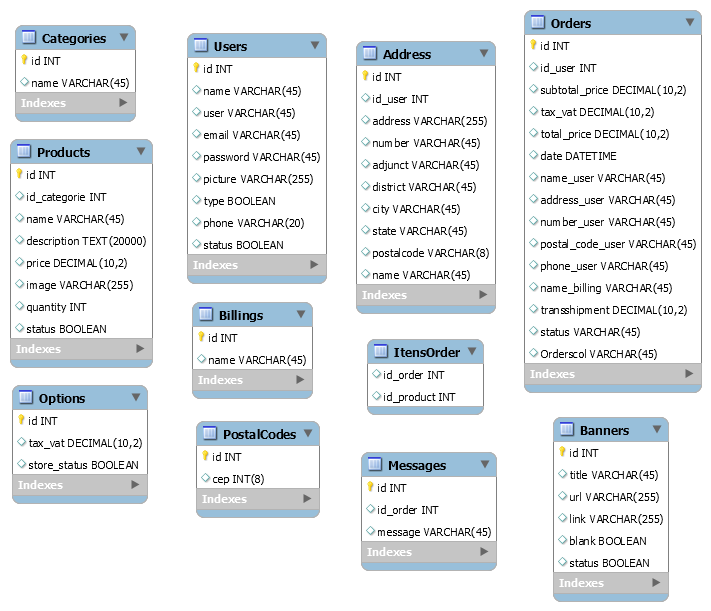 Categories
id INT
name VARCHAR(45)
Indexes
Products
id INT
id_categorie INT
name VARCHAR(45)
description TEXT(20000)
price DECIMAL(10,2)
image VARCHAR(255)
quantity INT
status BOOLEAN
Indexes
Options
id INT
tax_vat DECIMAL(10,2)
store_status BOOLEAN
Indexes
Users
id INT
name VARCHAR(45)
user VARCHAR(45)
email VARCHAR(45)
password VARCHAR(45)
picture VARCHAR(255)
type BOOLEAN
phone VARCHAR(20)
status BOOLEAN
Indexes
Billings
id INT
name VARCHAR(45)
Indexes
PostalCodes
id INT
cep INT(8)
Indexes
Address
id INT
id_user INT
address VARCHAR(255)
number VARCHAR(45)
adjunct VARCHAR(45)
district VARCHAR(45)
city VARCHAR(45)
state VARCHAR(45)
postalcode VARCHAR(8)
name VARCHAR(45)
Indexes
ItensOrder
id_order INT
id_product INT
Messages
id INT
id_order INT
message VARCHAR(45)
Indexes
Orders
id INT
id_user INT
subtotal_price DECIMAL(10,2)
tax_vat DECIMAL(10,2)
total_price DECIMAL(10,2)
date DATETIME
name_user VARCHAR(45)
address_user VARCHAR(45)
number_user VARCHAR(45)
postal_code_user VARCHAR(45)
phone_user VARCHAR(45)
name_billing VARCHAR(45)
transshipment DECIMAL(10,2)
status VARCHAR(45)
Orderscol VARCHAR(45)
Indexes
Banners
id INT
title VARCHAR(45)
url VARCHAR(255)
link VARCHAR(255)
blank BOOLEAN
status BOOLEAN
Indexes